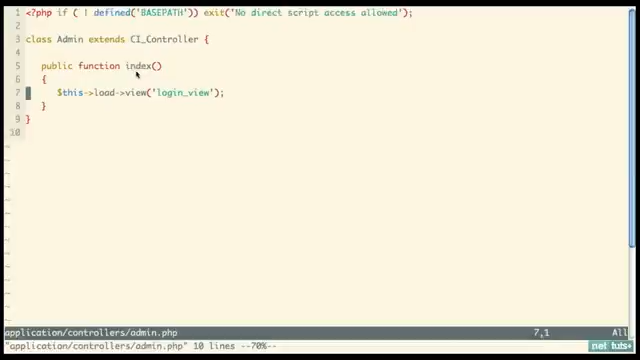 1 <?php if ( ! defined('BASEPATH')) exit('No direct script access allowed');
2
3 class Admin extends CI_Controller {
4
5 public function index()
6 {
7 $this->load->view('login_view');
8 }
9 }
10
~
~
~
~
~
~
~
~
~
~
~
~
~
~
application/controllers/admin.php 7,1 All
"application/controllers/admin.php" 10 lines --70%--
net tuts+